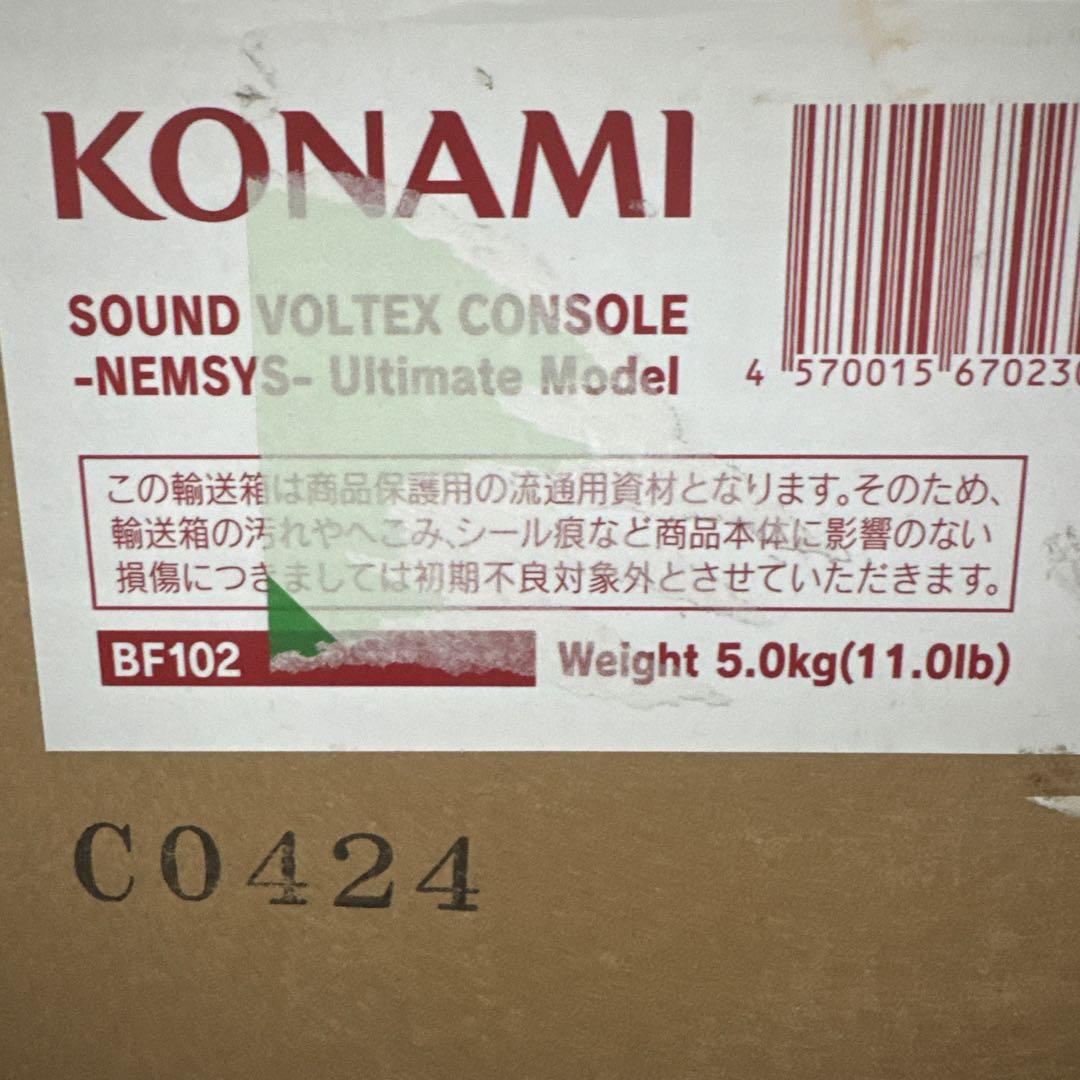 KONAMI
SOUND VOLTEX CONSOLE
-NEMSYS- Ultimate Model
4 570015 67023
この輸送箱は商品保護用の流通用資材となります。そのため、
輸送箱の汚れやへこみ、シール痕など商品本体に影響のない
損傷につきましては初期不良対象外とさせていただきます。
BF102
Weight 5.0kg(11.0lb)
C0424